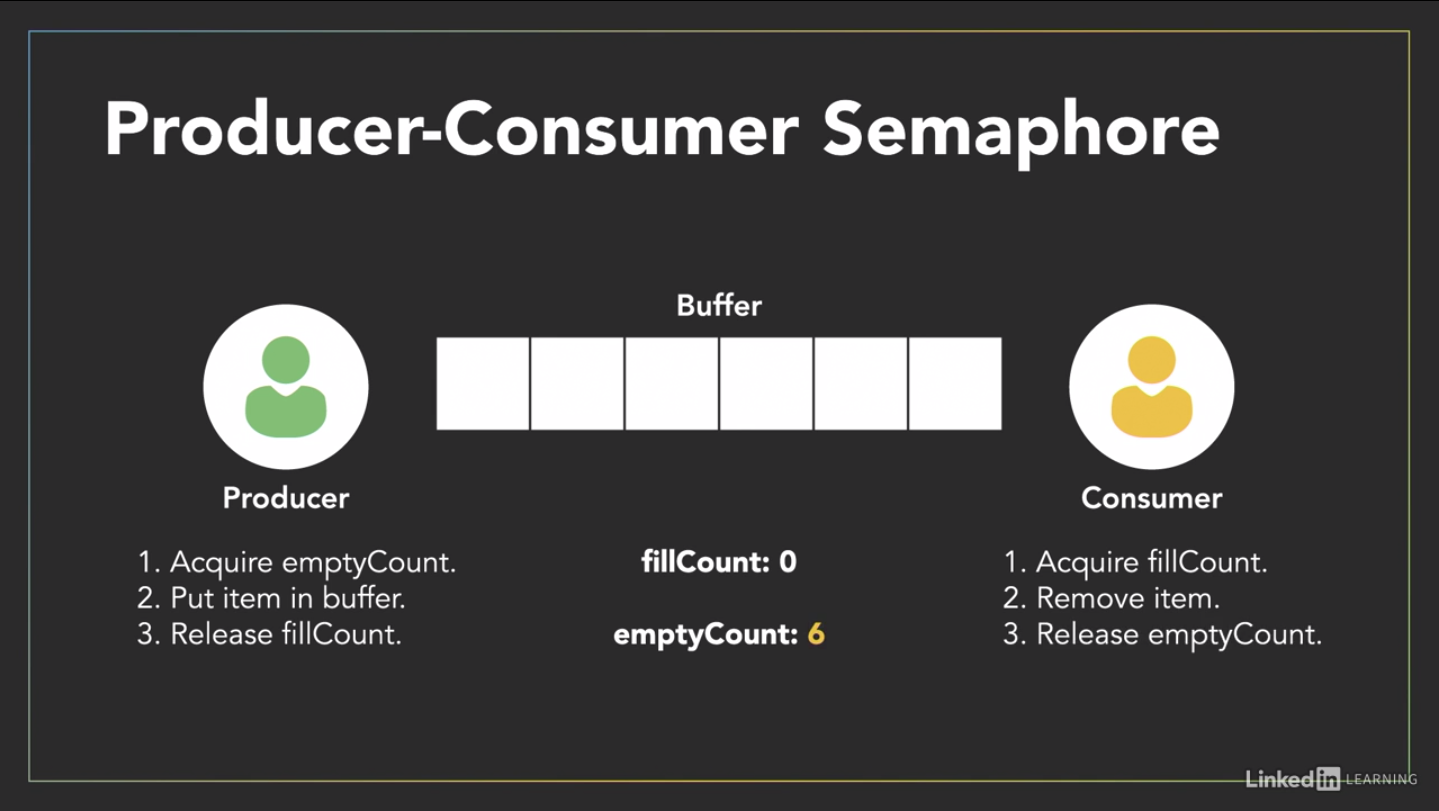 Producer-Consumer Semaphore
Buffer
Producer
1. Acquire emptyCount.
2. Put item in buffer.
3. Release fillCount.
fillCount: 0
emptyCount: 6
Consumer
1. Acquire fillCount.
2. Remove item.
3. Release emptyCount.
LinkedIn LEARNING